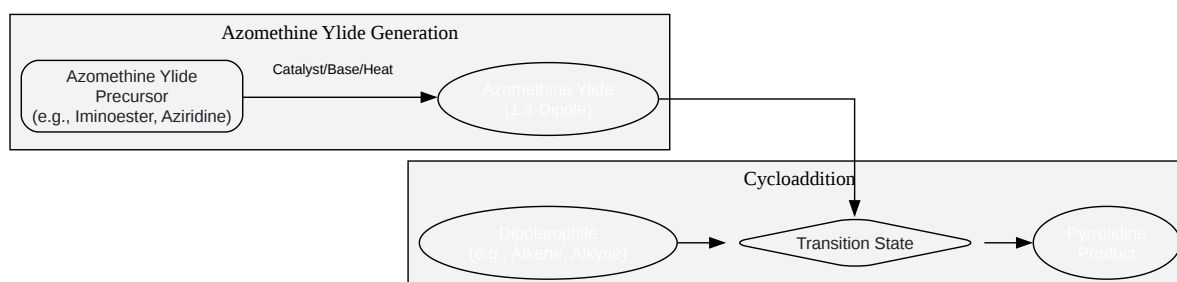 Azomethine Ylide Generation
Azomethine Ylide
Precursor
(e.g., Iminoester, Aziridine)
Catalyst/Base/Heat
Azomethine Ylide
(1,3-Dipole)
Cycloaddition
Dipolarophile
(e.g., Alkene, Alkyne)
Transition State
Pyrrolidine
Product